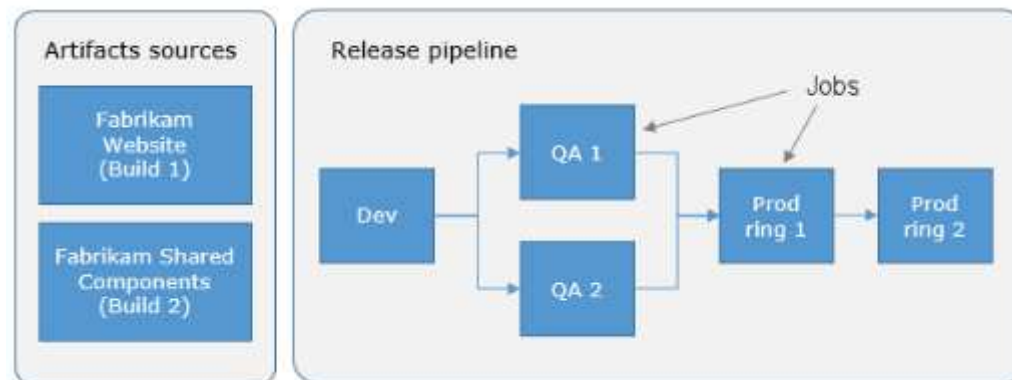 Artifacts sources
Fabrikam
Website
(Build 1)
Fabrikam Shared
Components
(Build 2)
Release pipeline
Jobs
Dev
QA 1
QA 2
Prod
ring 1
Prod
ring 2